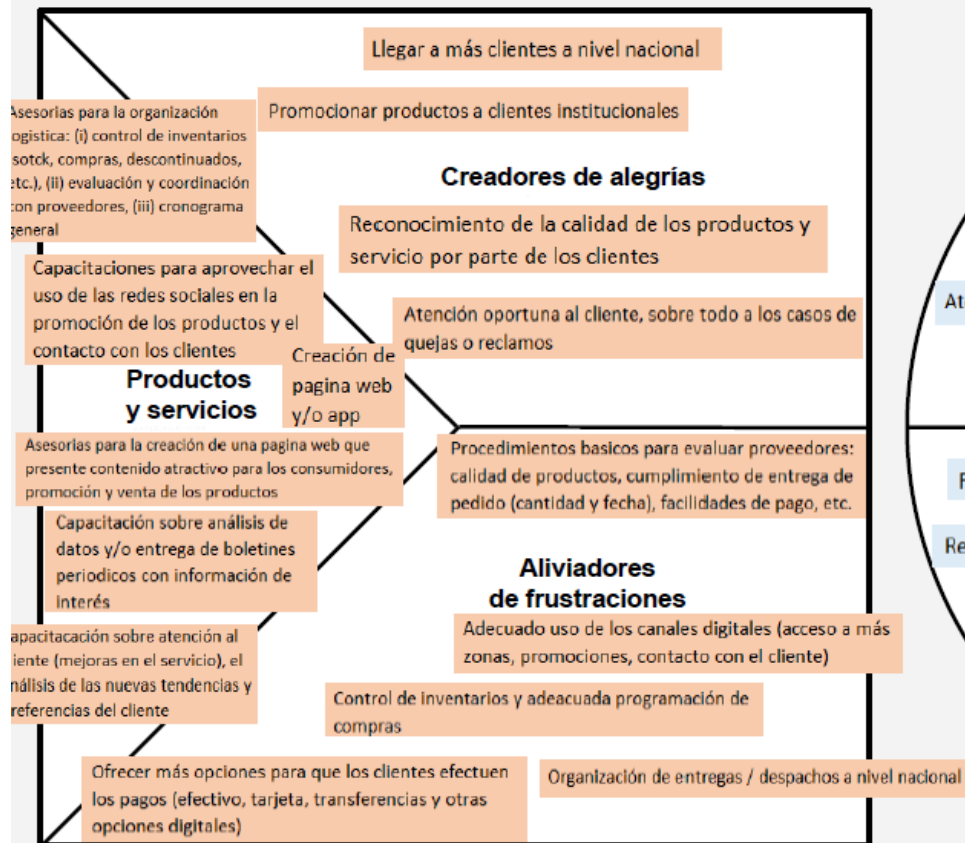 Llegar a más clientes a nivel nacional
Promocionar productos a clientes institucionales
Asesorias para la organización
ogistica: (i) control de inventarios
sotck, compras, descontinuados,
etc.), (ii) evaluación y coordinación
con proveedores, (iii) cronograma
general
Creadores de alegrías
Reconocimiento de la calidad de los productos y
servicio por parte de los clientes
Capacitaciones para aprovechar el
uso de las redes sociales en la
promoción de los productos y el
contacto con los clientes
Atención oportuna al cliente, sobre todo a los casos de
quejas o reclamos
Creación de
pagina web
y/o app
Productos
y servicios
Asesorias para la creación de una pagina web que
presente contenido atractivo para los consumidores,
promoción y venta de los productos
Procedimientos basicos para evaluar proveedores:
calidad de productos, cumplimiento de entrega de
pedido (cantidad y fecha), facilidades de pago, etc.
Capacitación sobre análisis de
datos y/o entrega de boletines
periodicos con información de
interés
Aliviadores
de frustraciones
apacitacación sobre atención al
liente (mejoras en el servicio), el
nálisis de las nuevas tendencias y
referencias del cliente
Adecuado uso de los canales digitales (acceso a más
zonas, promociones, contacto con el cliente)
Control de inventarios y adeacuada programación de
compras
Ofrecer más opciones para que los clientes efectuen
los pagos (efectivo, tarjeta, transferencias y otras
opciones digitales)
Organización de entregas / despachos a nivel nacional
At
F
Re